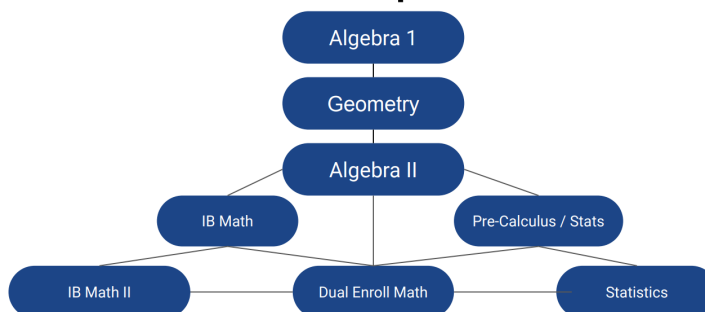 Algebra 1
Geometry
Algebra II
IB Math
Pre-Calculus / Stats
IB Math II
Dual Enroll Math
Statistics